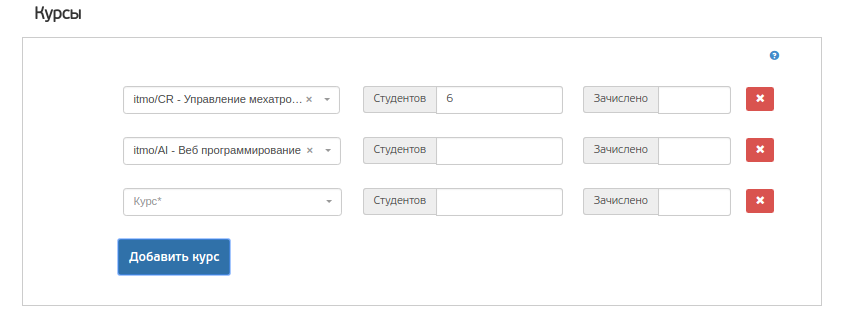 Курсы
itmo/CR - Управление мехатро... × Студентов 6 Зачислено
itmo/AI - Веб программирование × Студентов Зачислено
Курс* Студентов Зачислено
Добавить курс